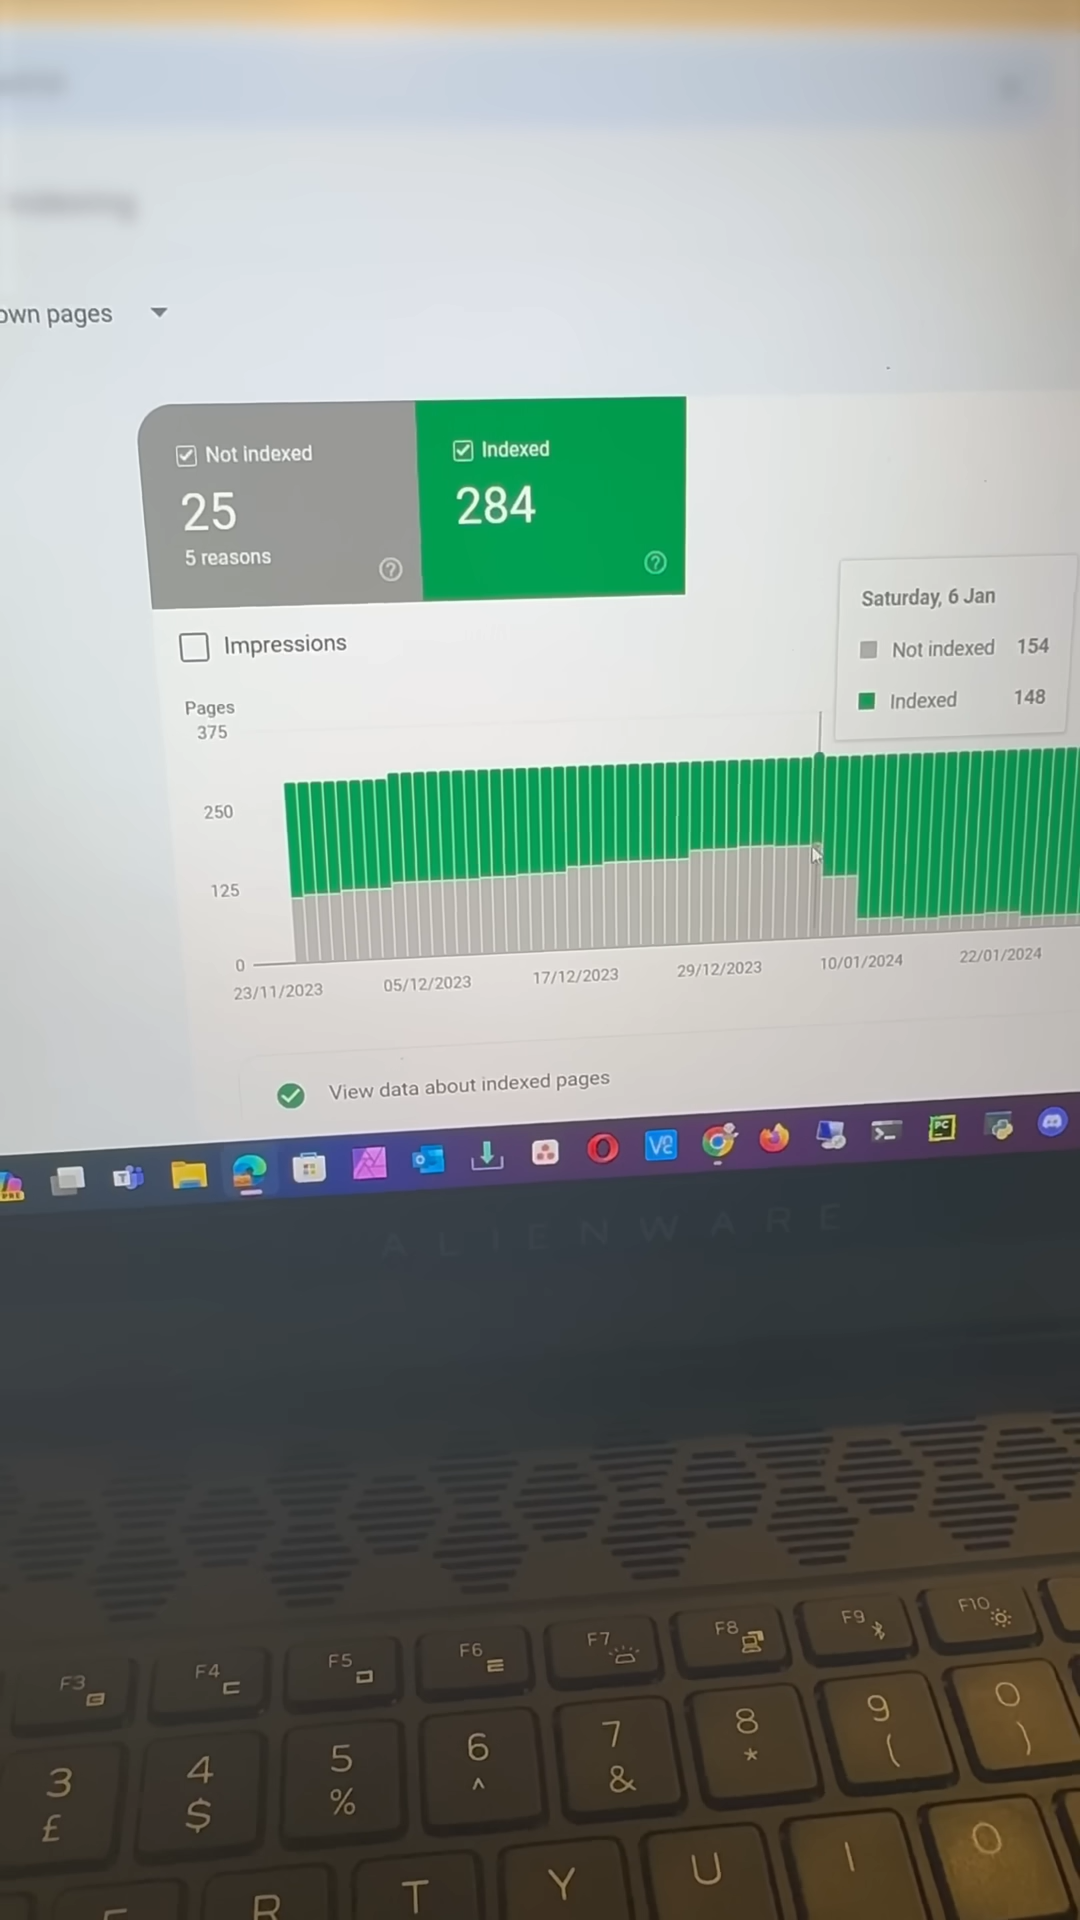 own pages
Not indexed
25
5 reasons
Indexed
284
Impressions
Saturday, 6 Jan
Not indexed 154
Indexed 148
Pages
375
250
125
0
23/11/2023 05/12/2023 17/12/2023 29/12/2023 10/01/2024 22/01/2024
View data about indexed pages
PRE
PC
ALIENWARE
F3 F4 F5 F6 F7 F8 F9 F10
3 4 5 6 7 8 9 0
£ $ % ^ & * ( )
R T Y U I O